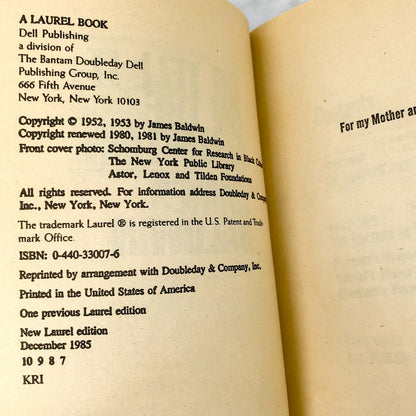 A LAUREL BOOK
Dell Publishing
a division of
The Bantam Doubleday Dell
Publishing Group, Inc.
666 Fifth Avenue
New York, New York 10103
Copyright © 1952, 1953 by James Baldwin
Copyright renewed 1980, 1981 by James Baldwin
Front cover photo: Schomburg Center for Research in Black
The New York Public Library
Astor, Lenox and Tilden Foundations
All rights reserved. For information address Doubleday &
Inc., New York, New York.
The trademark Laurel ® is registered in the U.S. Patent and Trade-
mark Office.
ISBN: 0-440-33007-6
Reprinted by arrangement with Doubleday & Company, Inc.
Printed in the United States of America
One previous Laurel edition
New Laurel edition
December 1985
10 9 8 7
KRI
For my Mother